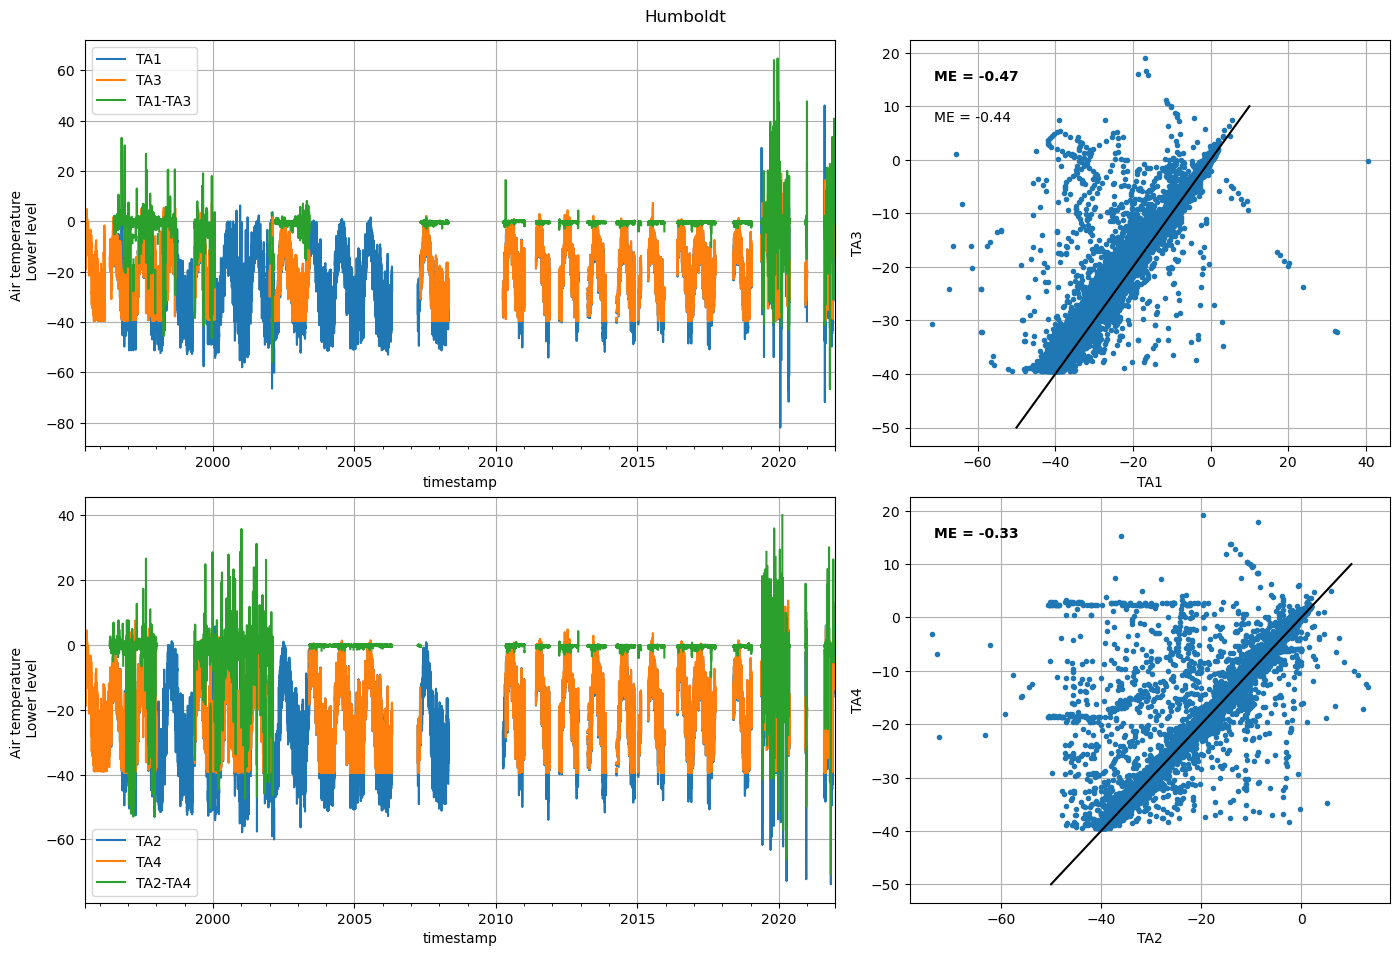 Humboldt
TA1
TA3
TA1-TA3
60
40
20
0
−20
−40
−60
−80
Air temperature
Lower level
2000
2005
2010
2015
2020
timestamp
ME = -0.47
ME = -0.44
20
10
0
−10
−20
−30
−40
−50
TA3
−60
−40
−20
0
20
40
TA1
40
20
0
−20
−40
−60
Air temperature
Lower level
TA2
TA4
TA2-TA4
2000
2005
2010
2015
2020
timestamp
ME = -0.33
20
10
0
−10
−20
−30
−40
−50
TA4
−60
−40
−20
0
TA2